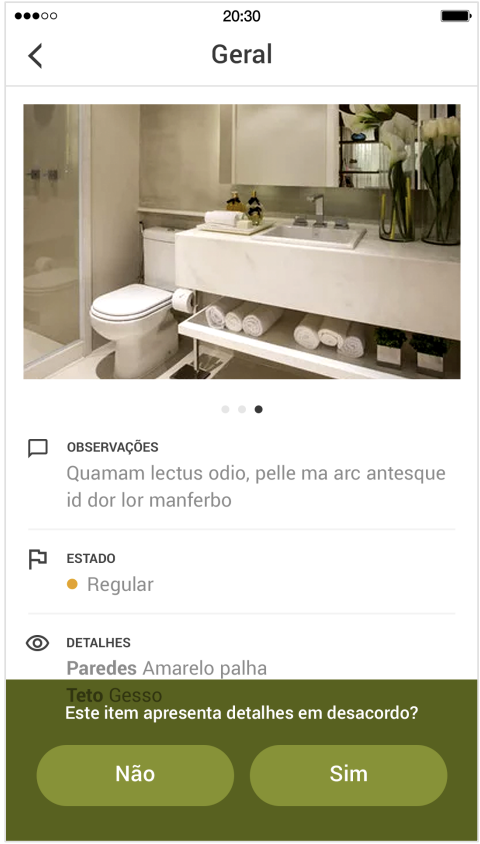 20:30
Geral
OBSERVAÇÕES
Quamam lectus odio, pelle ma arc antesque
id dor lor manferbo
ESTADO
Regular
DETALHES
Paredes Amarelo palha
Teto Gesso
Este item apresenta detalhes em desacordo?
Não
Sim